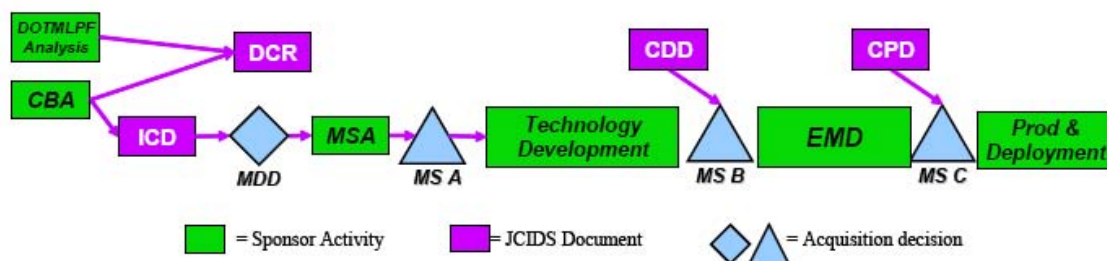 DOTMLPF
Analysis
DCR
CDD
CPD
CBA
ICD
MSA
Technology
Development
EMD
Prod &
Deployment
MDD
MS A
MS B
MS C
= Sponsor Activity
= JCIDS Document
= Acquisition decision